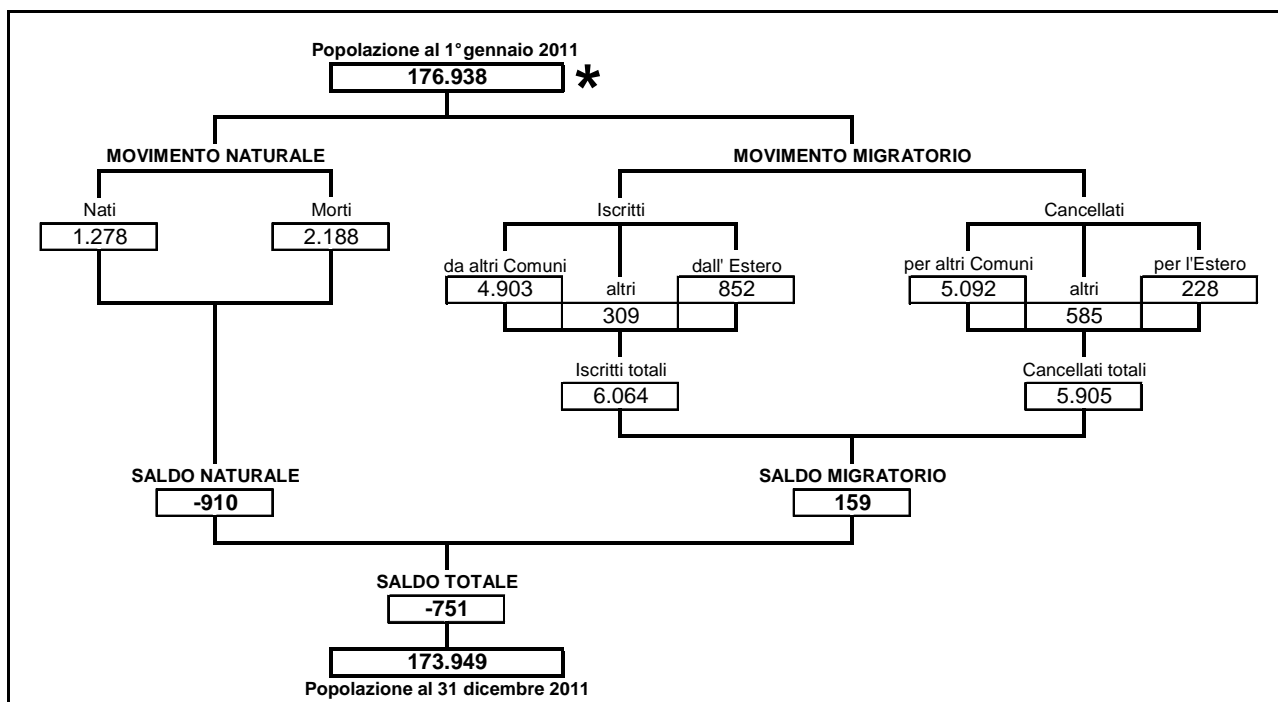 Popolazione al 1° gennaio 2011
176.938 *
MOVIMENTO NATURALE MOVIMENTO MIGRATORIO
Nati Morti Iscritti Cancellati
1.278 2.188
da altri Comuni dall' Estero per altri Comuni per l'Estero
4.903 altri 852 5.092 altri 228
309 585
Iscritti totali Cancellati totali
6.064 5.905
SALDO NATURALE SALDO MIGRATORIO
-910 159
SALDO TOTALE
-751
173.949
Popolazione al 31 dicembre 2011